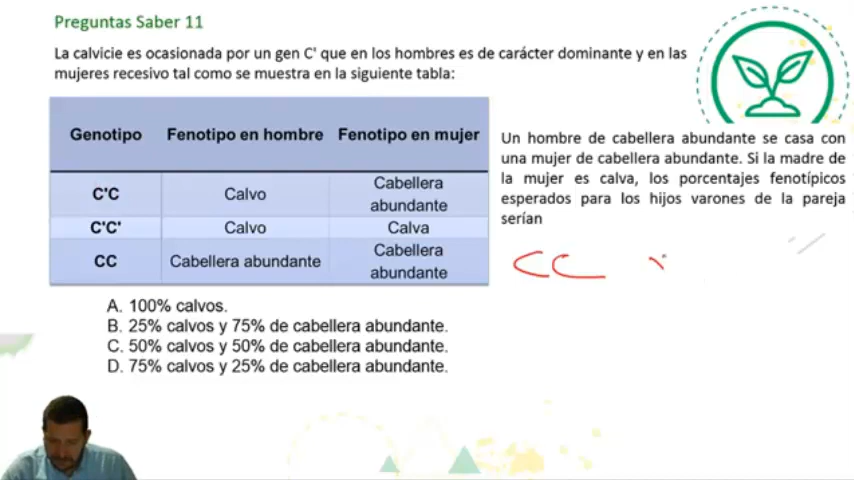 Preguntas Saber 11
La calvicie es ocasionada por un gen C' que en los hombres es de carácter dominante y en las
mujeres recesivo tal como se muestra en la siguiente tabla:
Genotipo Fenotipo en hombre Fenotipo en mujer
C'C Calvo Cabellera abundante
C'C' Calvo Calva
CC Cabellera abundante Cabellera abundante
Un hombre de cabellera abundante se casa con
una mujer de cabellera abundante. Si la madre de
la mujer es calva, los porcentajes fenotípicos
esperados para los hijos varones de la pareja
serían
CC
A. 100% calvos.
B. 25% calvos y 75% de cabellera abundante.
C. 50% calvos y 50% de cabellera abundante.
D. 75% calvos y 25% de cabellera abundante.